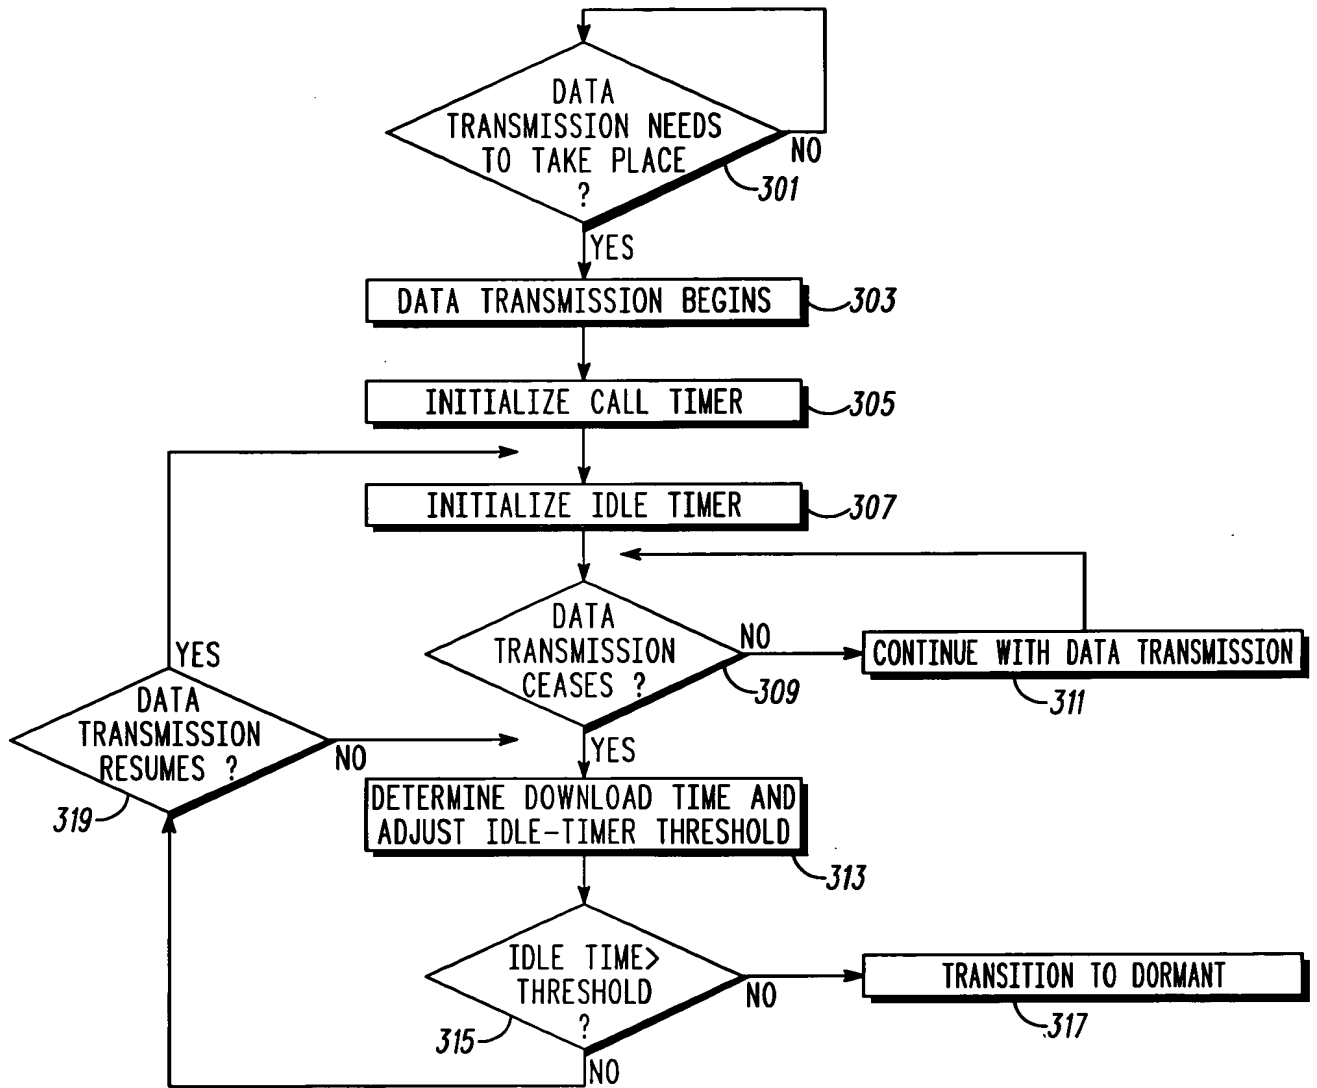 DATA
TRANSMISSION NEEDS
TO TAKE PLACE
?
NO
301
YES
DATA TRANSMISSION BEGINS
303
INITIALIZE CALL TIMER
305
INITIALIZE IDLE TIMER
307
DATA
TRANSMISSION
CEASES ?
NO
309
CONTINUE WITH DATA TRANSMISSION
311
YES
DATA
TRANSMISSION
RESUMES ?
NO
319
YES
DETERMINE DOWNLOAD TIME AND
ADJUST IDLE-TIMER THRESHOLD
313
IDLE TIME>
THRESHOLD
?
NO
315
TRANSITION TO DORMANT
317
NO